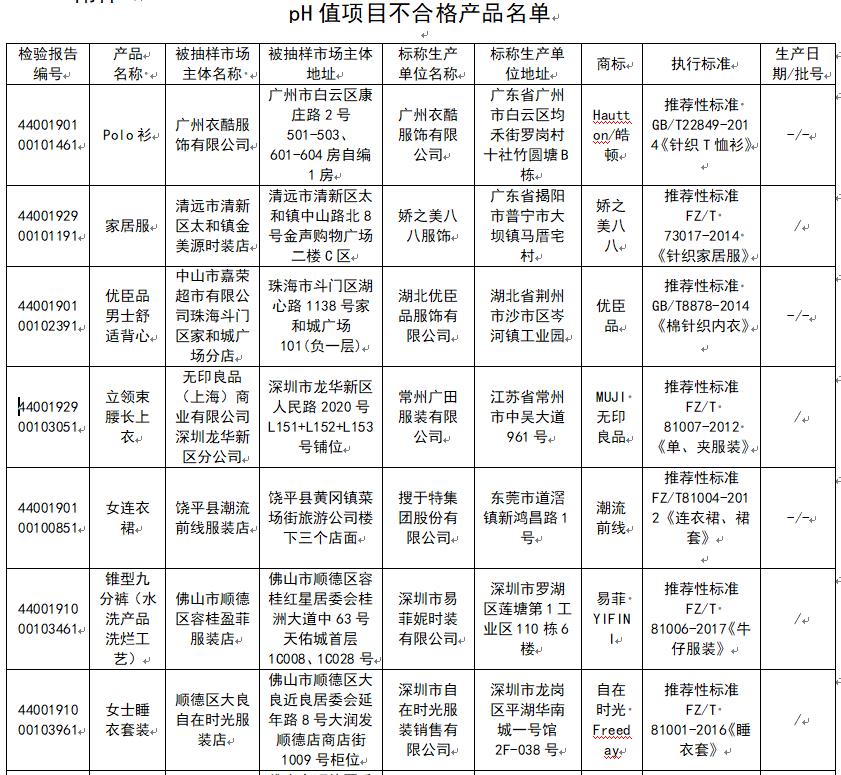 pH 值项目不合格产品名单
检验报告
编号
产品
名称
被抽样市场
主体名称
被抽样市场主体
地址
标称生产
单位名称
标称生产单
位地址
商标
执行标准
生产日
期/批号
44001901
00101461
Polo 衫
广州衣酷服
饰有限公司
广州市白云区康
庄路 2 号
501-503、
601-604 房自编
1 房
广州衣酷
服饰有限
公司
广东省广州
市白云区均
禾街罗岗村
十社竹圆塘 B
栋
Hautt
on/皓
顿
推荐性标准
GB/T22849-201
4《针织 T 恤衫》
-/-
44001929
00101191
家居服
清远市清新
区太和镇金
美源时装店
清远市清新区太
和镇中山路北 8
号金声购物广场
二楼 C 区
娇之美八
八服饰
广东省揭阳
市普宁市大
坝镇马厝宅
村
娇之
美八
八
推荐性标准
FZ/T
73017-2014
《针织家居服》
/
44001901
00102391
优臣品
男士舒
适背心
中山市嘉荣
超市有限公
司珠海斗门
区家和城广
场分店
珠海市斗门区湖
心路 1138 号家
和城广场
101(负一层)
湖北优臣
品服饰有
限公司
湖北省荆州
市沙市区岑
河镇工业园
优臣
品
推荐性标准
GB/T8878-2014
《棉针织内衣》
-/-
44001929
00103051
立领束
腰长上
衣
无印良品
（上海）商
业有限公司
深圳龙华新
区分公司
深圳市龙华新区
人民路 2020 号
L151+L152+L153
号铺位
常州广田
服装有限
公司
江苏省常州
市中吴大道
961 号
MUJI
无印
良品
推荐性标准
FZ/T
81007-2012
《单、夹服装》
/
44001901
00100851
女连衣
裙
饶平县潮流
前线服装店
饶平县黄冈镇菜
场街旅游公司楼
下三个店面
搜于特集
团股份有
限公司
东莞市道滘
镇新鸿昌路 1
号
潮流
前线
推荐性标准
FZ/T81004-201
2《连衣裙、裙
套》
-/-
44001910
00103461
锥型九
分裤（水
洗产品
洗烂工
艺）
佛山市顺德
区容桂盈菲
服装店
佛山市顺德区容
桂红星居委会桂
洲大道中 63 号
天佑城首层
1C008、1C028 号
深圳市易
菲妮时装
有限公司
深圳市罗湖
区莲塘第 1 工
业区 110 栋 6
楼
易菲
YIFIN
I
推荐性标准
FZ/T
81006-2017《牛
仔服装》
/
44001910
00103961
女士睡
衣套装
顺德区大良
自在时光服
装店
佛山市顺德区大
良近良居委会延
年路 8 号大润发
顺德店商店街
1009 号柜位
深圳市自
在时光服
装销售有
限公司
深圳市龙岗
区平湖华南
城一号馆
2F-038 号
自在
时光
Freed
ay
推荐性标准
FZ/T
81001-2016《睡
衣套》
/